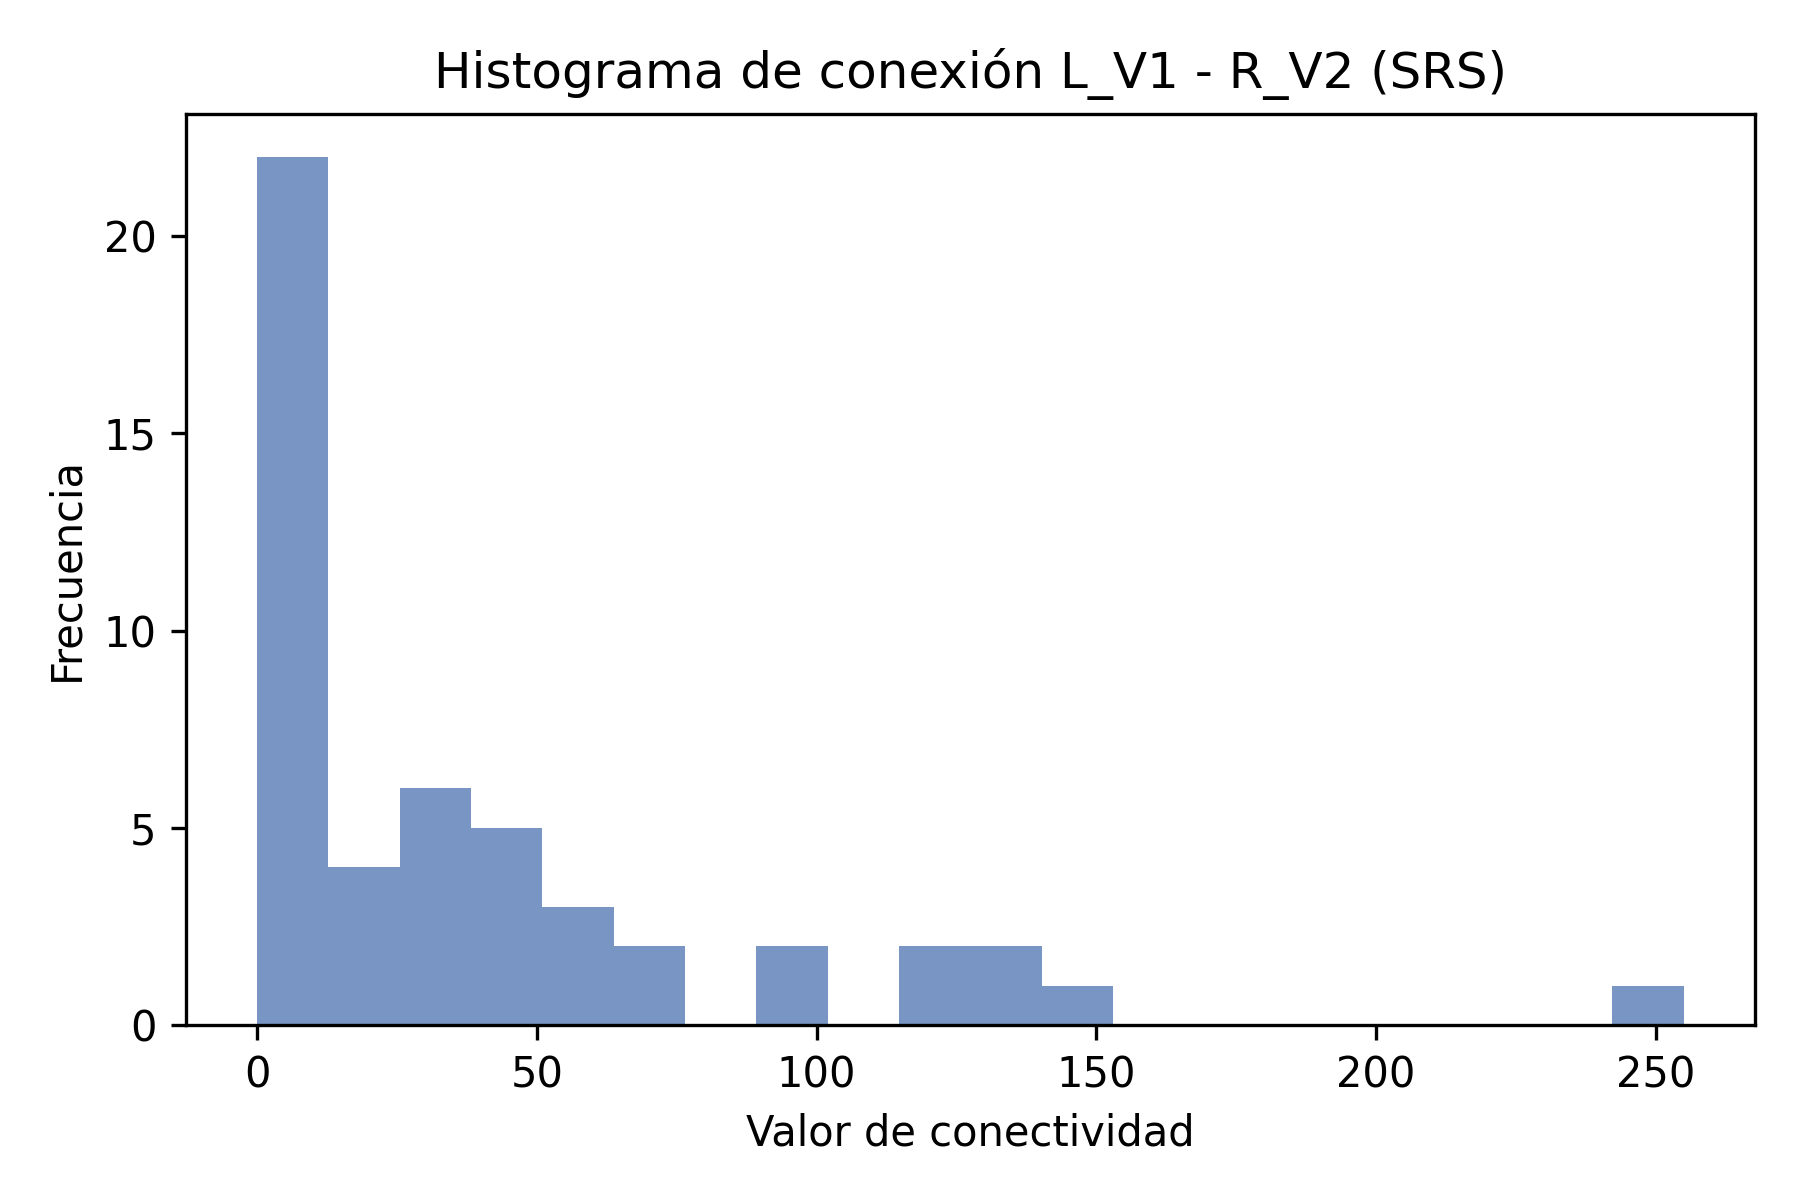 Histograma de conexión L_V1 - R_V2 (SRS)
Frecuencia
20
15
10
5
0
0 50 100 150 200 250
Valor de conectividad